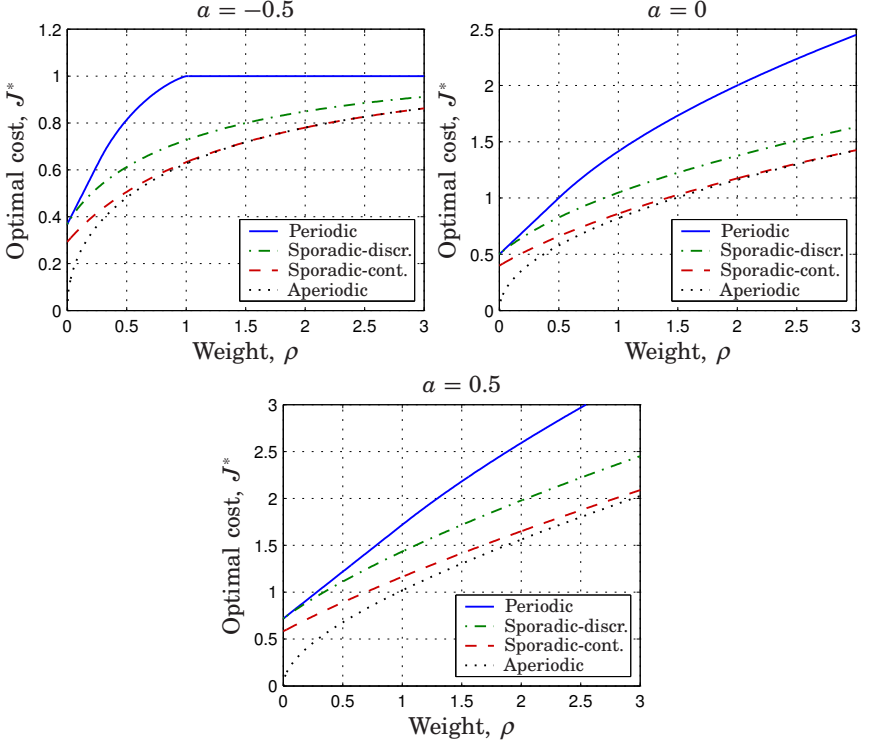 a = −0.5
1.2
1
0.8
0.6
0.4
0.2
0
Optimal cost, J*
Periodic
Sporadic-discr.
Sporadic-cont.
Aperiodic
0 0.5 1 1.5 2 2.5 3
Weight, ρ
a = 0
2.5
2
1.5
1
0.5
0
Optimal cost, J*
Periodic
Sporadic-discr.
Sporadic-cont.
Aperiodic
0 0.5 1 1.5 2 2.5 3
Weight, ρ
a = 0.5
3
2.5
2
1.5
1
0.5
0
Optimal cost, J*
Periodic
Sporadic-discr.
Sporadic-cont.
Aperiodic
0 0.5 1 1.5 2 2.5 3
Weight, ρ